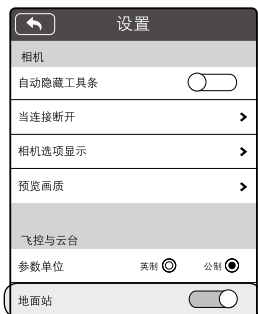 设置
相机
自动隐藏工具条
当连接断开
相机选项显示
预览画质
飞控与云台
参数单位 英制 公制
地面站